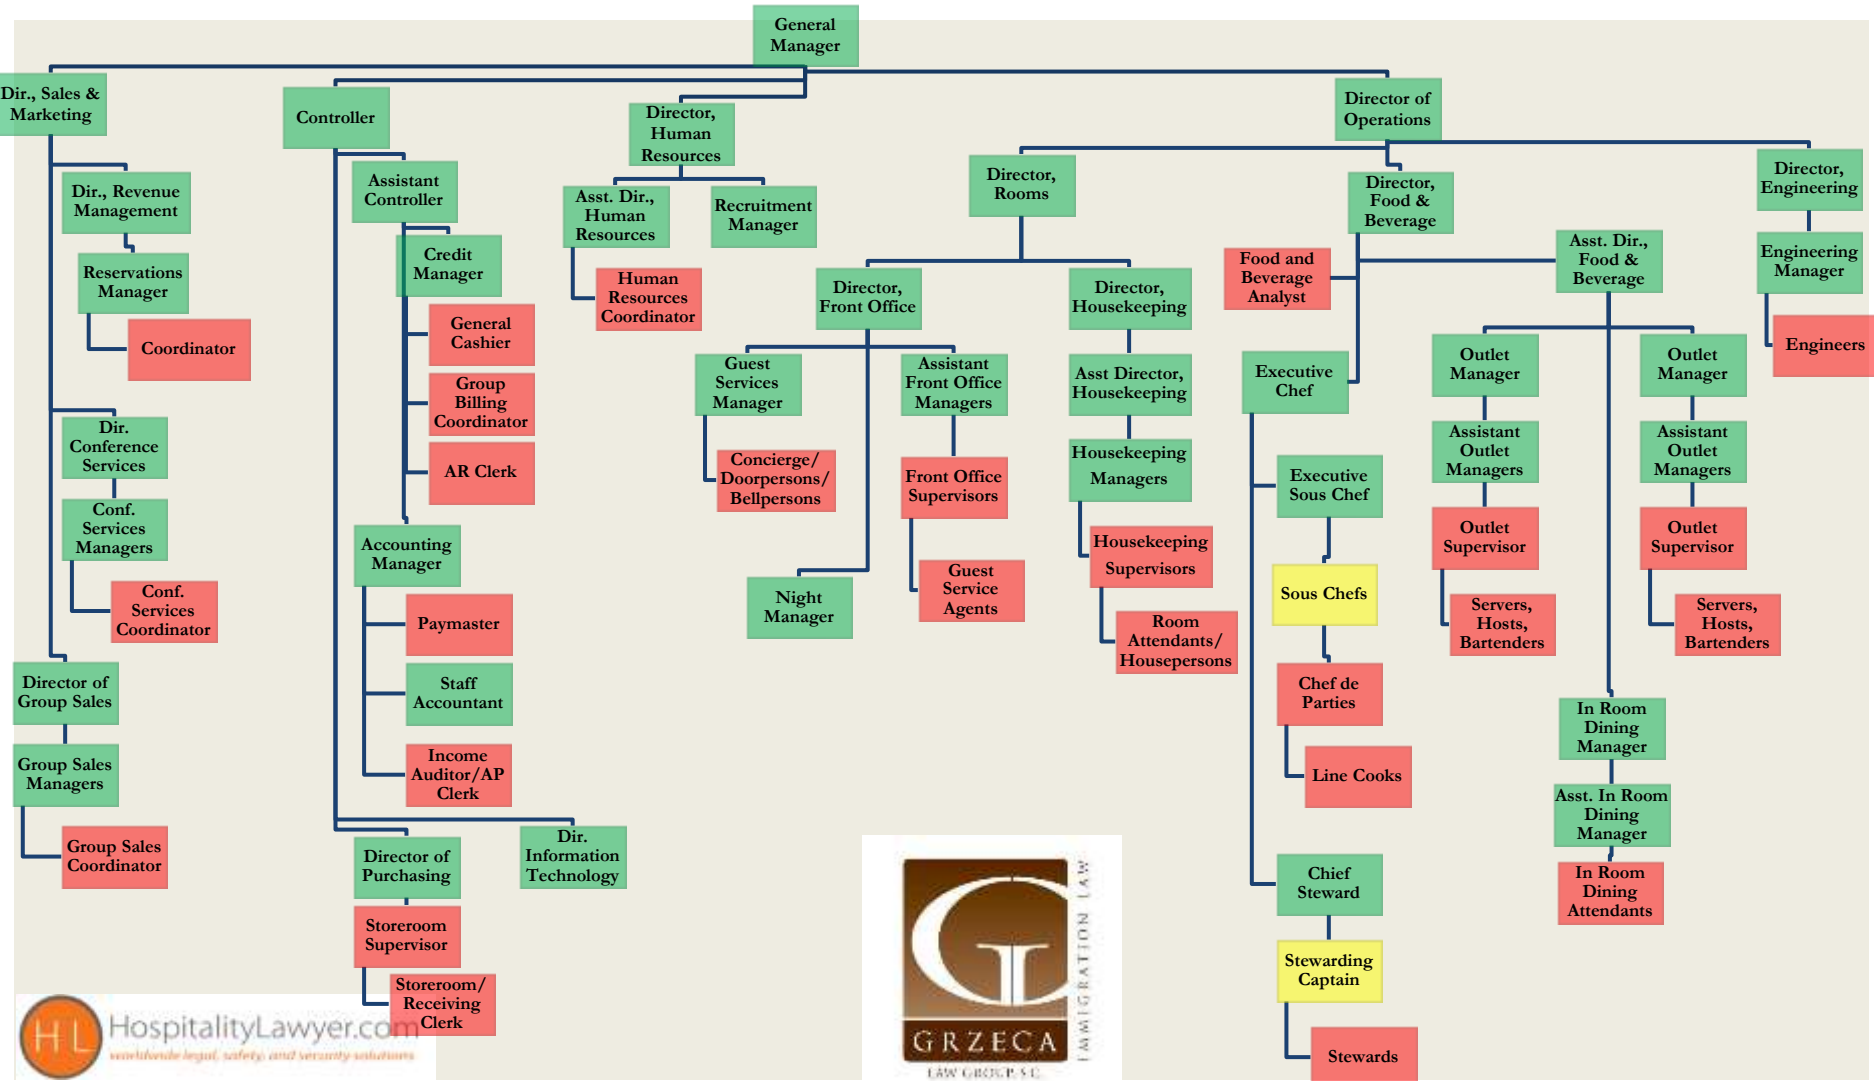 General
Manager
Dir., Sales &
Marketing
Controller
Director,
Human
Resources
Director of
Operations
Dir., Revenue
Management
Reservations
Manager
Coordinator
Dir.
Conference
Services
Conf.
Services
Managers
Conf.
Services
Coordinator
Director of
Group Sales
Group Sales
Managers
Group Sales
Coordinator
Assistant
Controller
Credit
Manager
General
Cashier
Group
Billing
Coordinator
AR Clerk
Accounting
Manager
Paymaster
Staff
Accountant
Income
Auditor/AP
Clerk
Director of
Purchasing
Dir.
Information
Technology
Storeroom
Supervisor
Storeroom/
Receiving
Clerk
Asst. Dir.,
Human
Resources
Recruitment
Manager
Human
Resources
Coordinator
Director,
Rooms
Director,
Front Office
Guest
Services
Manager
Concierge/
Doorpersons/
Bellpersons
Assistant
Front Office
Managers
Front Office
Supervisors
Guest
Service
Agents
Night
Manager
Director,
Housekeeping
Asst Director,
Housekeeping
Housekeeping
Managers
Housekeeping
Supervisors
Room
Attendants/
Housepersons
Director,
Food &
Beverage
Food and
Beverage
Analyst
Executive
Chef
Executive
Sous Chef
Sous Chefs
Chef de
Parties
Line Cooks
Chief
Steward
Stewarding
Captain
Stewards
Asst. Dir.,
Food &
Beverage
Outlet
Manager
Assistant
Outlet
Managers
Outlet
Supervisor
Servers,
Hosts,
Bartenders
Outlet
Manager
Assistant
Outlet
Managers
Outlet
Supervisor
Servers,
Hosts,
Bartenders
In Room
Dining
Manager
Asst. In Room
Dining
Manager
In Room
Dining
Attendants
Director,
Engineering
Engineering
Manager
Engineers
HL
HospitalityLawyer.com
worldwide legal, safety, and security solutions
G
GRZECA
LAW GROUP, S.C.
IMMIGRATION LAW